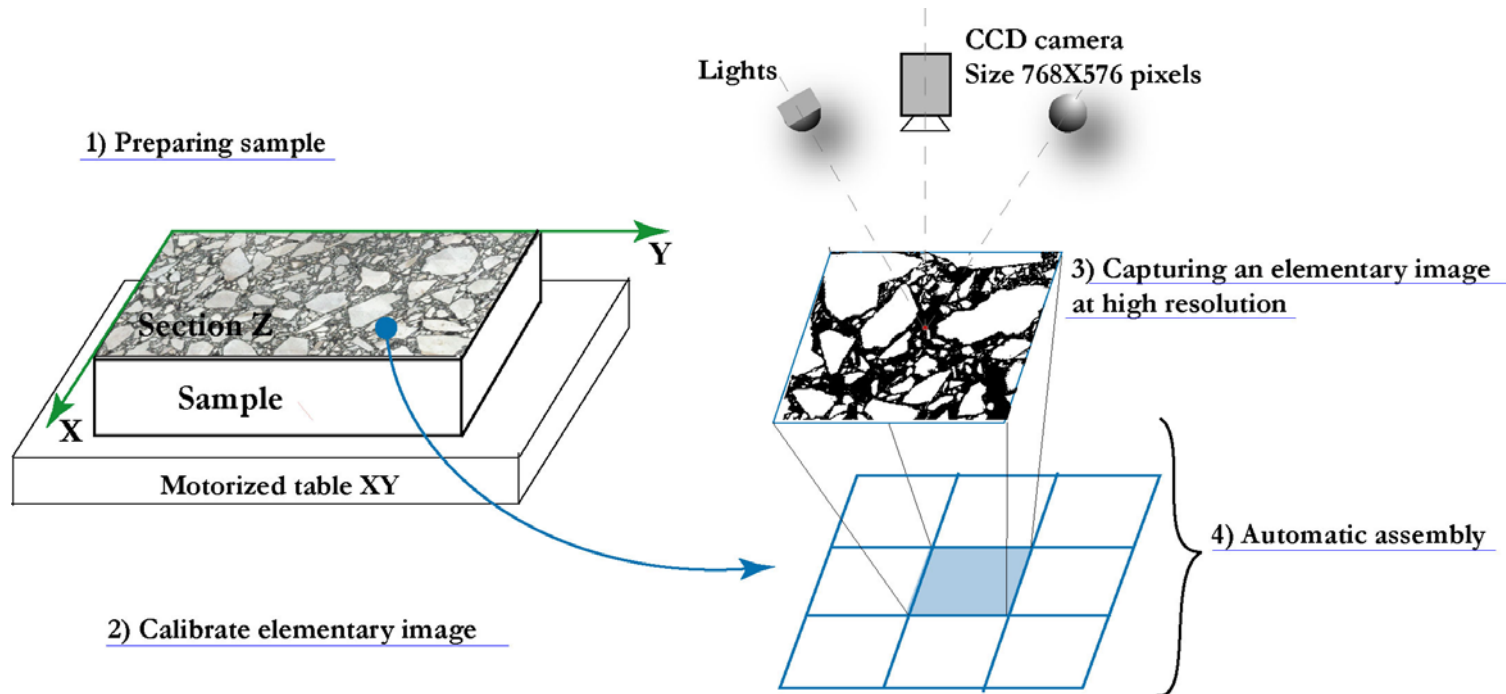 1) Preparing sample
Lights
CCD camera
Size 768X576 pixels
Y
Section Z
Sample
X
Motorized table XY
2) Calibrate elementary image
3) Capturing an elementary image
at high resolution
4) Automatic assembly